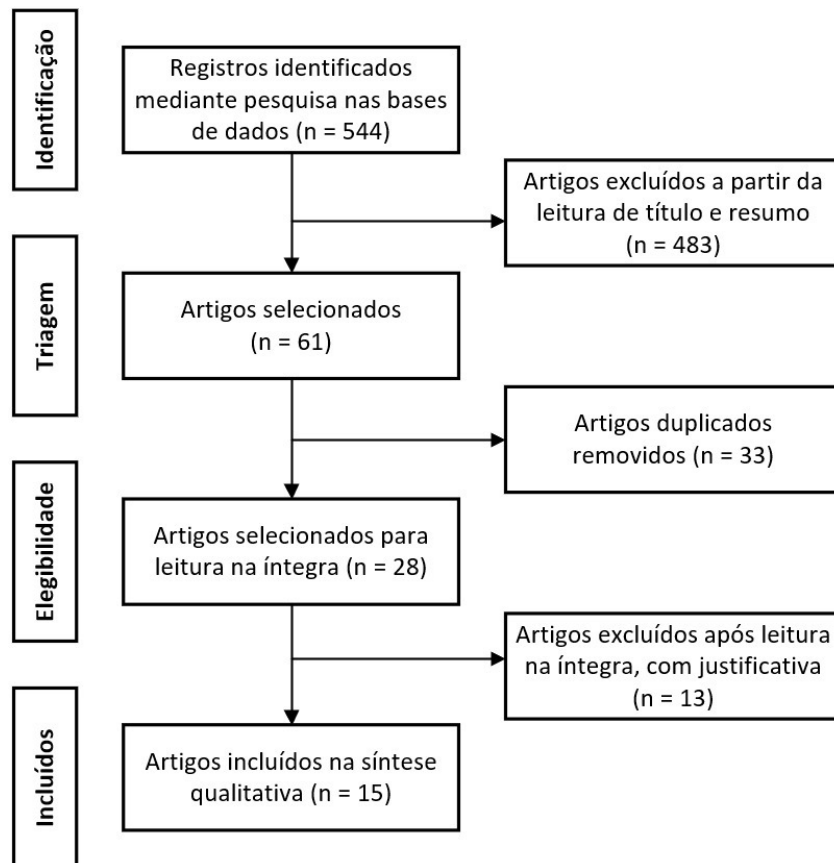 Identificação
Registros identificados
mediante pesquisa nas bases
de dados (n = 544)
Artigos excluídos a partir da
leitura de título e resumo
(n = 483)
Triagem
Artigos selecionados
(n = 61)
Artigos duplicados
removidos (n = 33)
Elegibilidade
Artigos selecionados para
leitura na íntegra (n = 28)
Artigos excluídos após leitura
na íntegra, com justificativa
(n = 13)
Incluídos
Artigos incluídos na síntese
qualitativa (n = 15)